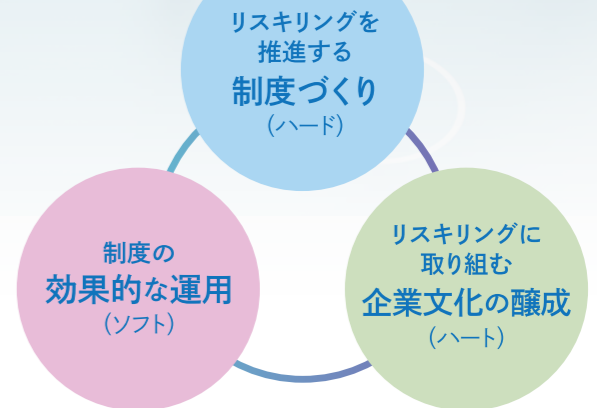 リスキリングを
推進する
制度づくり
(ハード)
制度の
効果的な運用
(ソフト)
リスキリングに
取り組む
企業文化の醸成
(ハート)